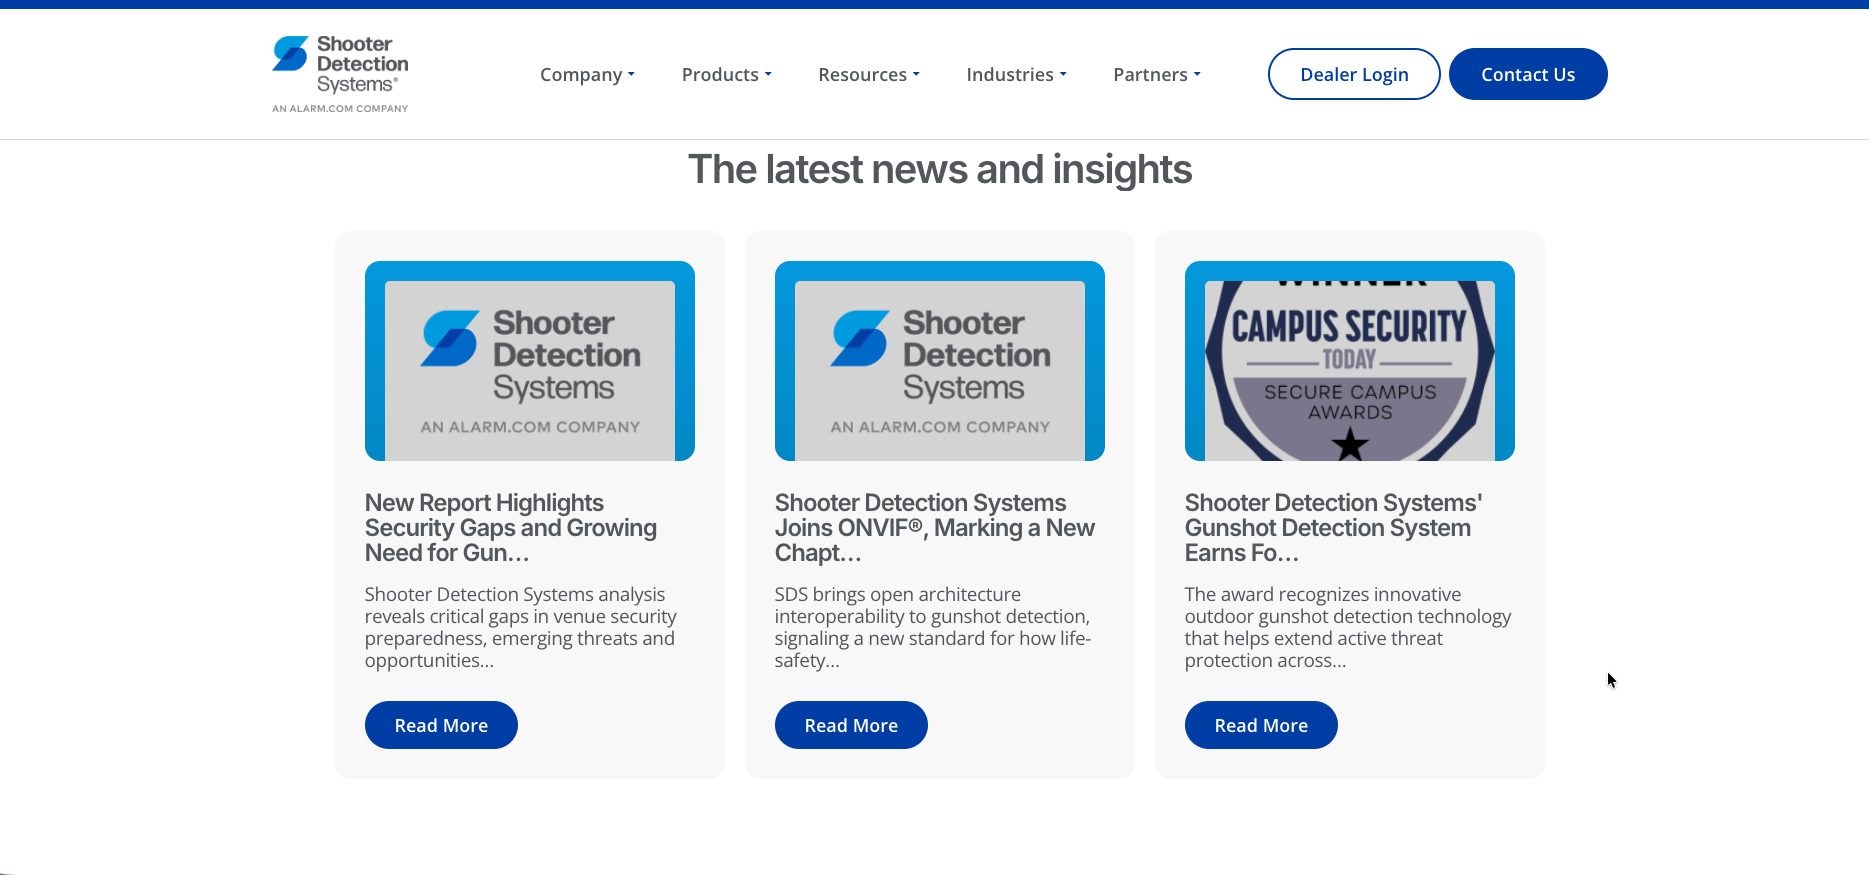 Shooter
Detection
Systems®
AN ALARM.COM COMPANY
Company
Products
Resources
Industries
Partners
Dealer Login
Contact Us
The latest news and insights
Shooter
Detection
Systems
AN ALARM.COM COMPANY
New Report Highlights
Security Gaps and Growing
Need for Gun...
Shooter Detection Systems analysis
reveals critical gaps in venue security
preparedness, emerging threats and
opportunities...
Read More
Shooter
Detection
Systems
AN ALARM.COM COMPANY
Shooter Detection Systems
Joins ONVIF®, Marking a New
Chapt...
SDS brings open architecture
interoperability to gunshot detection,
signaling a new standard for how life-
safety...
Read More
WINNER
CAMPUS SECURITY
TODAY
SECURE CAMPUS
AWARDS
Shooter Detection Systems'
Gunshot Detection System
Earns Fo...
The award recognizes innovative
outdoor gunshot detection technology
that helps extend active threat
protection across...
Read More